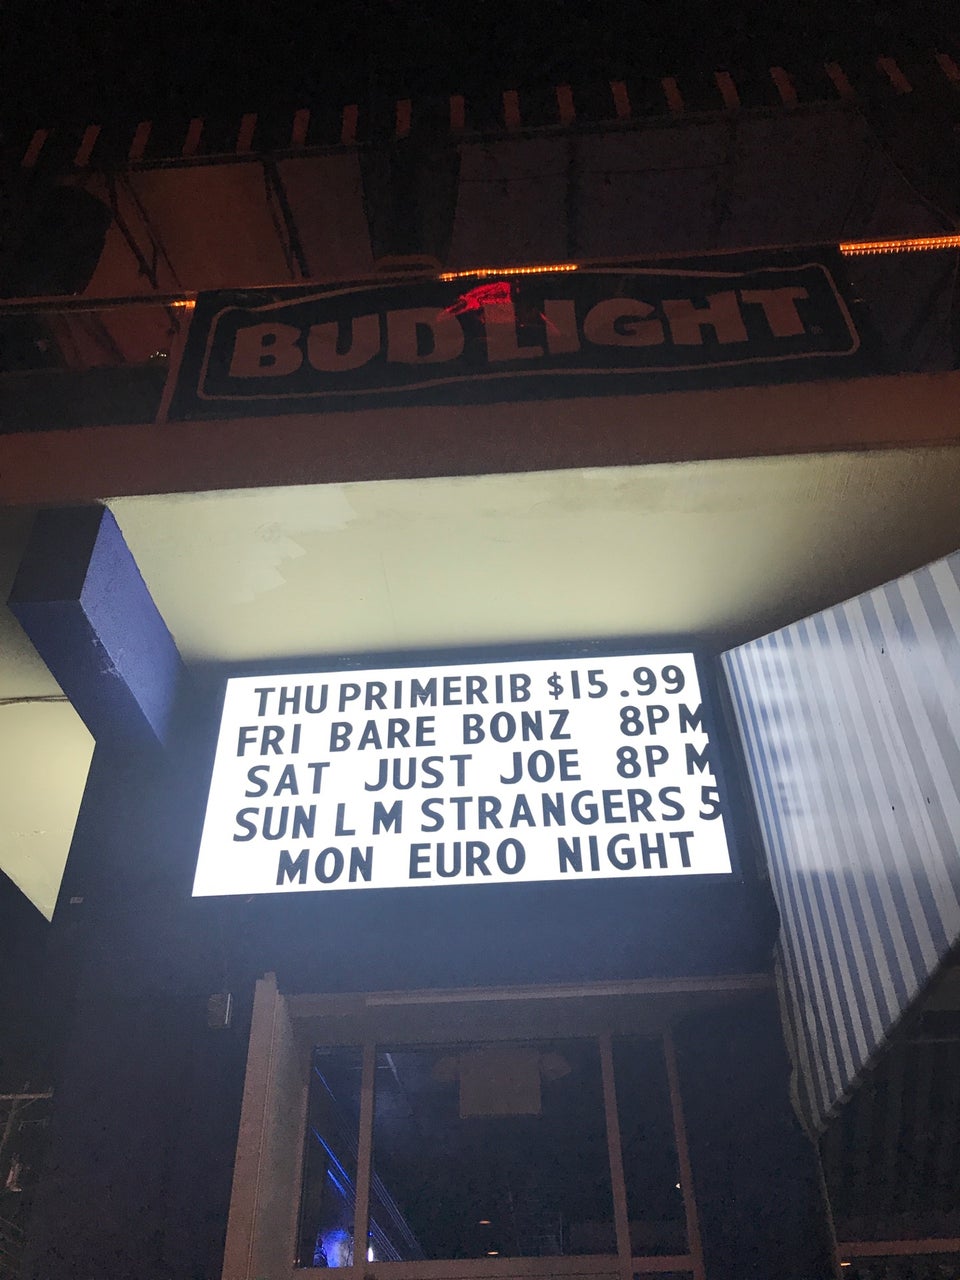 BUD LIGHT
THU PRIMERIB $15.99
FRI BARE BONZ 8PM
SAT JUST JOE 8PM
SUN L M STRANGERS 5
MON EURO NIGHT